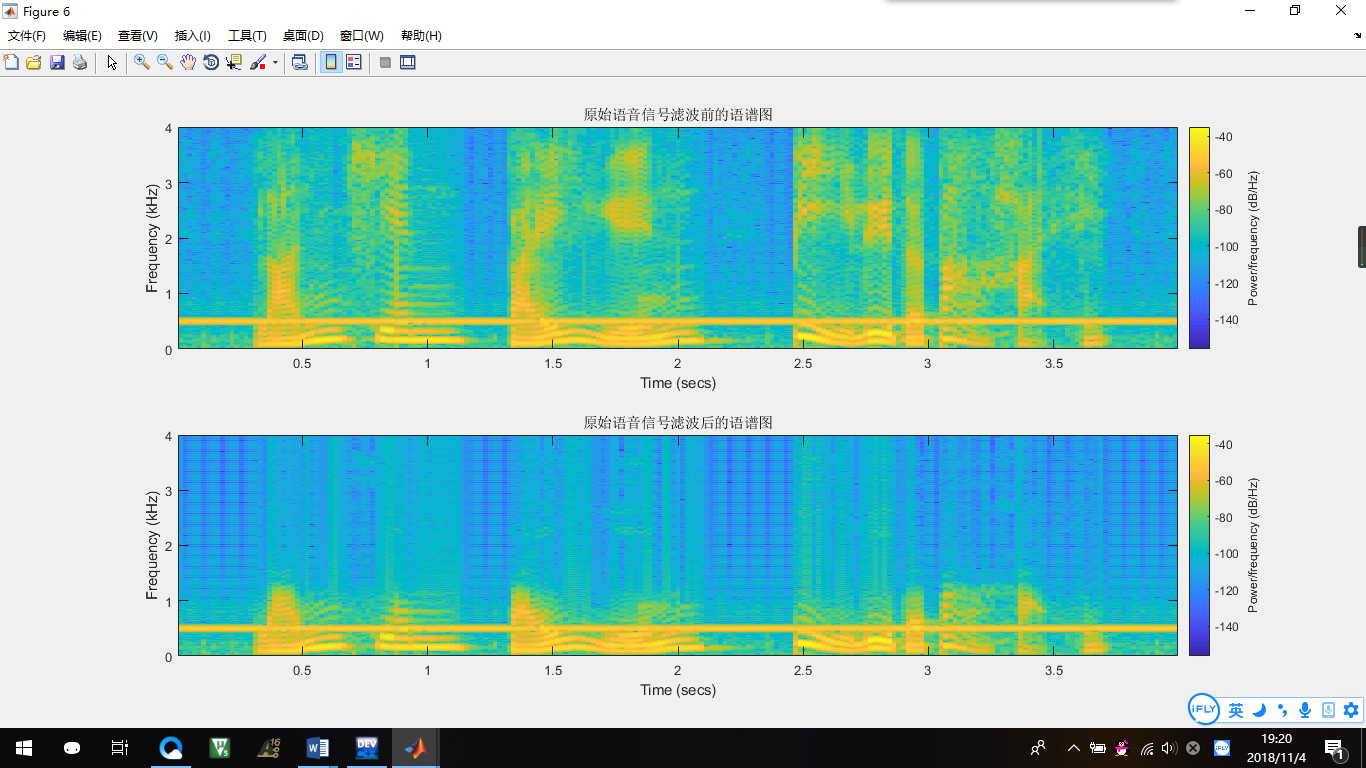 Figure 6
文件(F) 编辑(E) 查看(V) 插入(I) 工具(T) 桌面(D) 窗口(W) 帮助(H)
原始语音信号滤波前的语谱图
4
3
2
1
0
Frequency (kHz)
0.5 1 1.5 2 2.5 3 3.5
Time (secs)
-40
-60
-80
-100
-120
-140
Power/frequency (dB/Hz)
原始语音信号滤波后的语谱图
4
3
2
1
0
Frequency (kHz)
0.5 1 1.5 2 2.5 3 3.5
Time (secs)
-40
-60
-80
-100
-120
-140
Power/frequency (dB/Hz)
iFLY 英
16
W
DEV
iFLY
19:20
2018/11/4
1